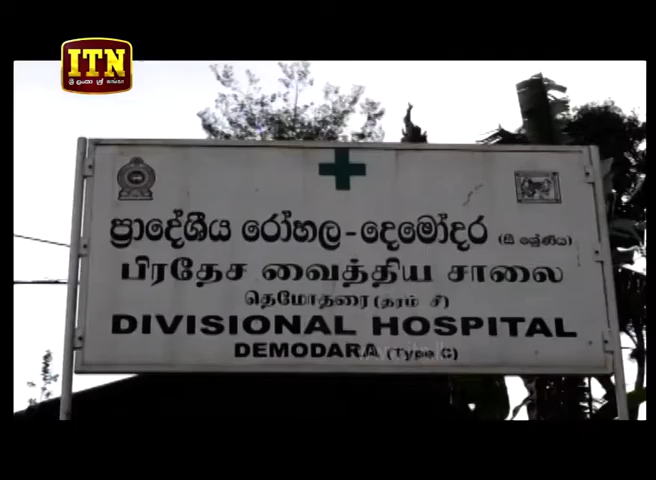 ITN
ප්‍රාදේශීය රෝහල - දෙමෝදර (සී ශ්‍රේණිය)
பிரதேச வைத்திய சாலை
தெமோதரை (தரம் சீ)
DIVISIONAL HOSPITAL
DEMODARA (Type C)